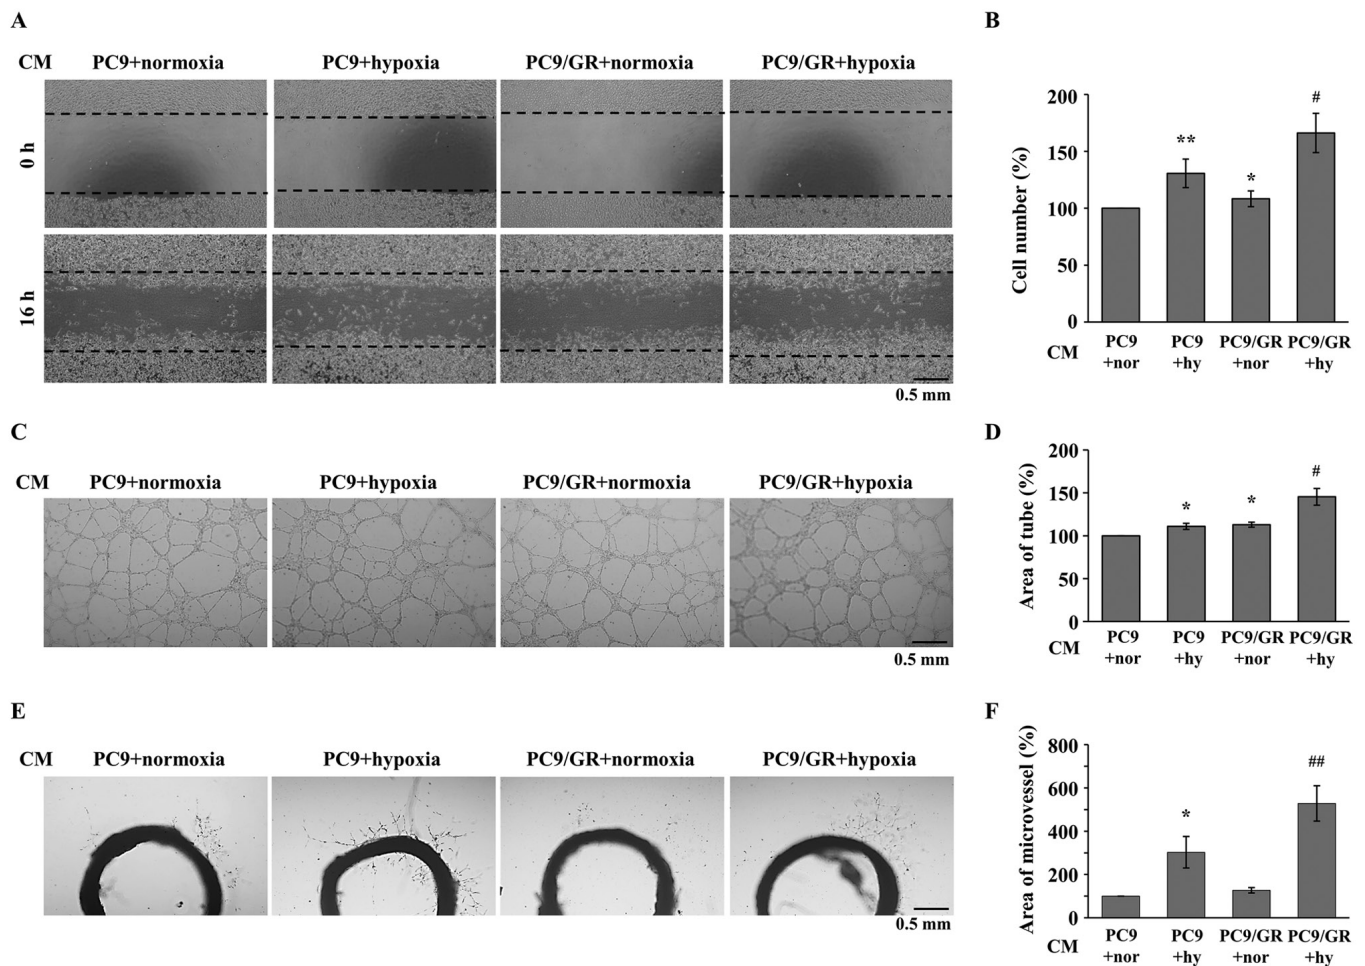 A
CM PC9+normoxia PC9+hypoxia PC9/GR+normoxia PC9/GR+hypoxia
0 h
16 h
0.5 mm
B
Cell number (%)
200
150
100
50
0
** * #
CM PC9 +nor PC9 +hy PC9/GR +nor PC9/GR +hy
C
CM PC9+normoxia PC9+hypoxia PC9/GR+normoxia PC9/GR+hypoxia
0.5 mm
D
Area of tube (%)
200
150
100
50
0
* * #
CM PC9 +nor PC9 +hy PC9/GR +nor PC9/GR +hy
E
CM PC9+normoxia PC9+hypoxia PC9/GR+normoxia PC9/GR+hypoxia
0.5 mm
F
Area of microvessel (%)
800
600
400
200
0
* ##
CM PC9 +nor PC9 +hy PC9/GR +nor PC9/GR +hy